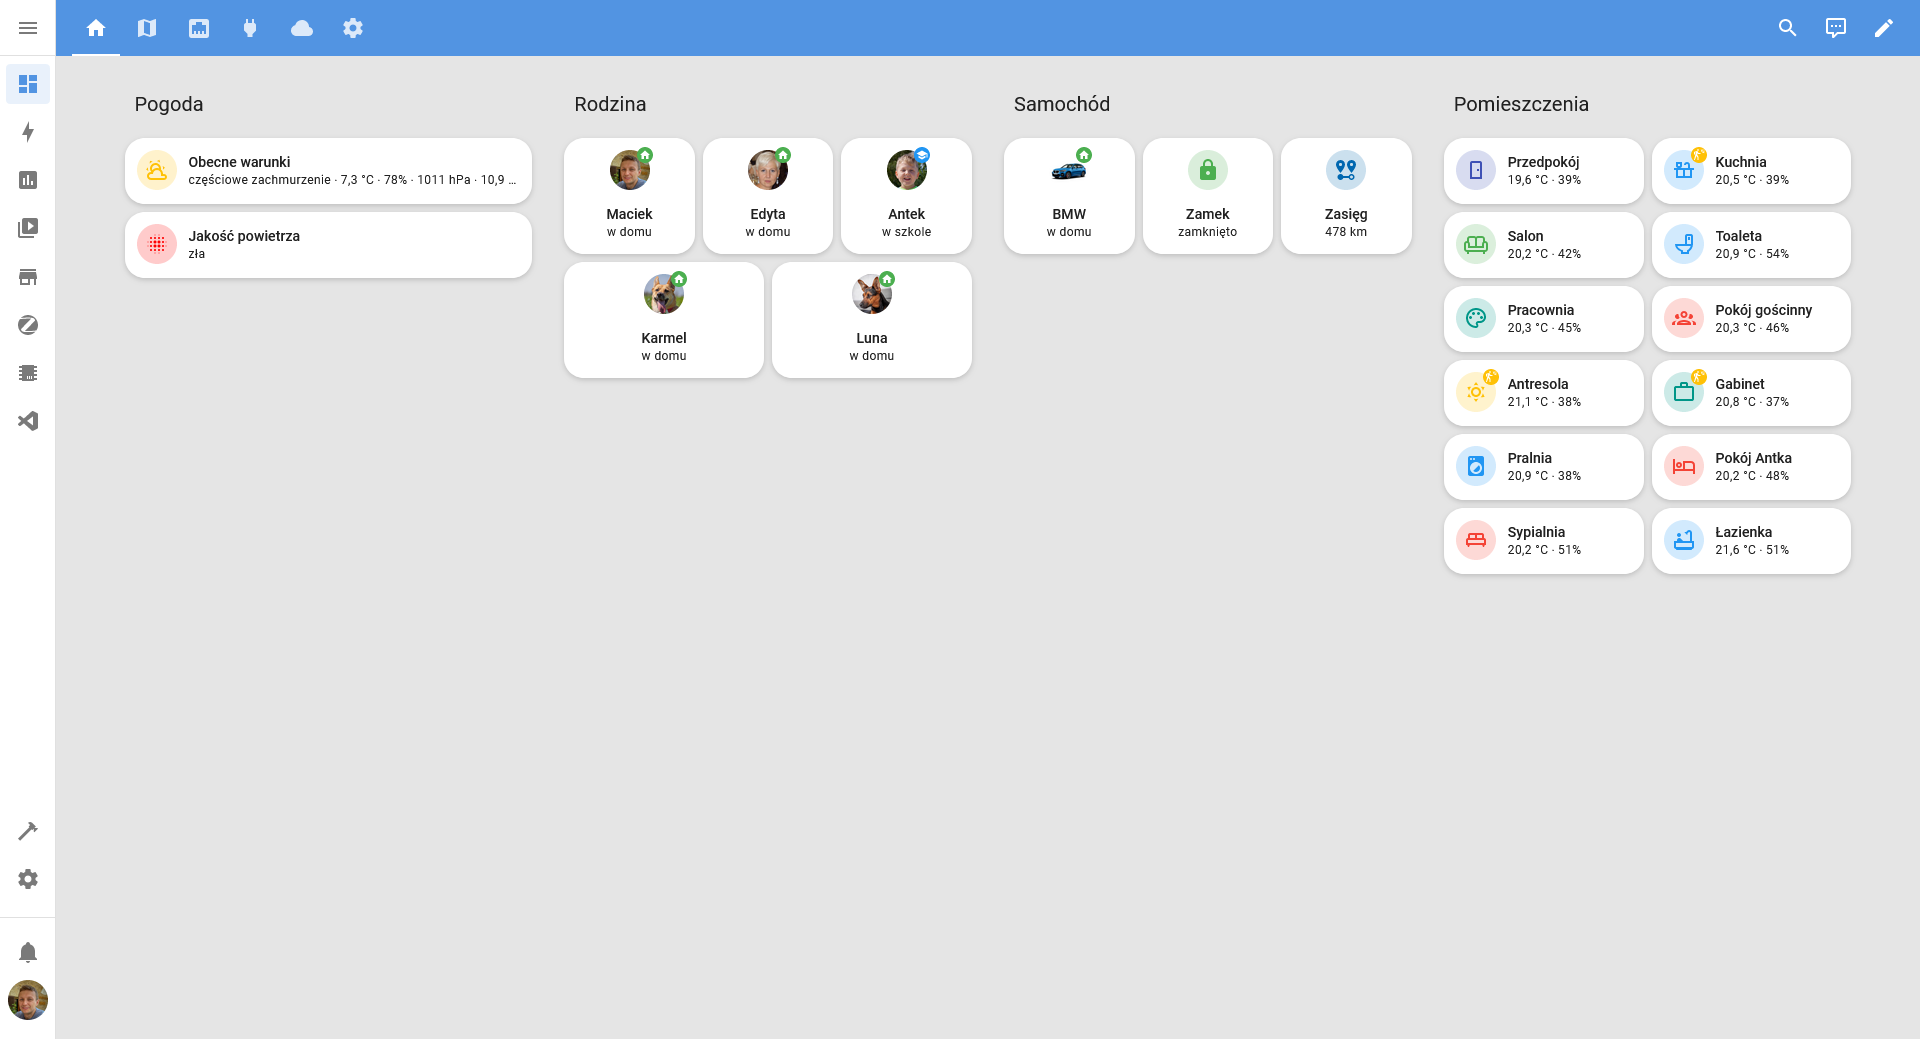 Pogoda
Obecne warunki
częściowe zachmurzenie · 7,3 °C · 78% · 1011 hPa · 10,9 ...
Jakość powietrza
zła
Rodzina
Maciek
w domu
Edyta
w domu
Antek
w szkole
Karmel
w domu
Luna
w domu
Samochód
BMW
w domu
Zamek
zamknięto
Zasięg
478 km
Pomieszczenia
Przedpokój
19,6 °C · 39%
Kuchnia
20,5 °C · 39%
Salon
20,2 °C · 42%
Toaleta
20,9 °C · 54%
Pracownia
20,3 °C · 45%
Pokój gościnny
20,3 °C · 46%
Antresola
21,1 °C · 38%
Gabinet
20,8 °C · 37%
Pralnia
20,9 °C · 38%
Pokój Antka
20,2 °C · 48%
Sypialnia
20,2 °C · 51%
Łazienka
21,6 °C · 51%